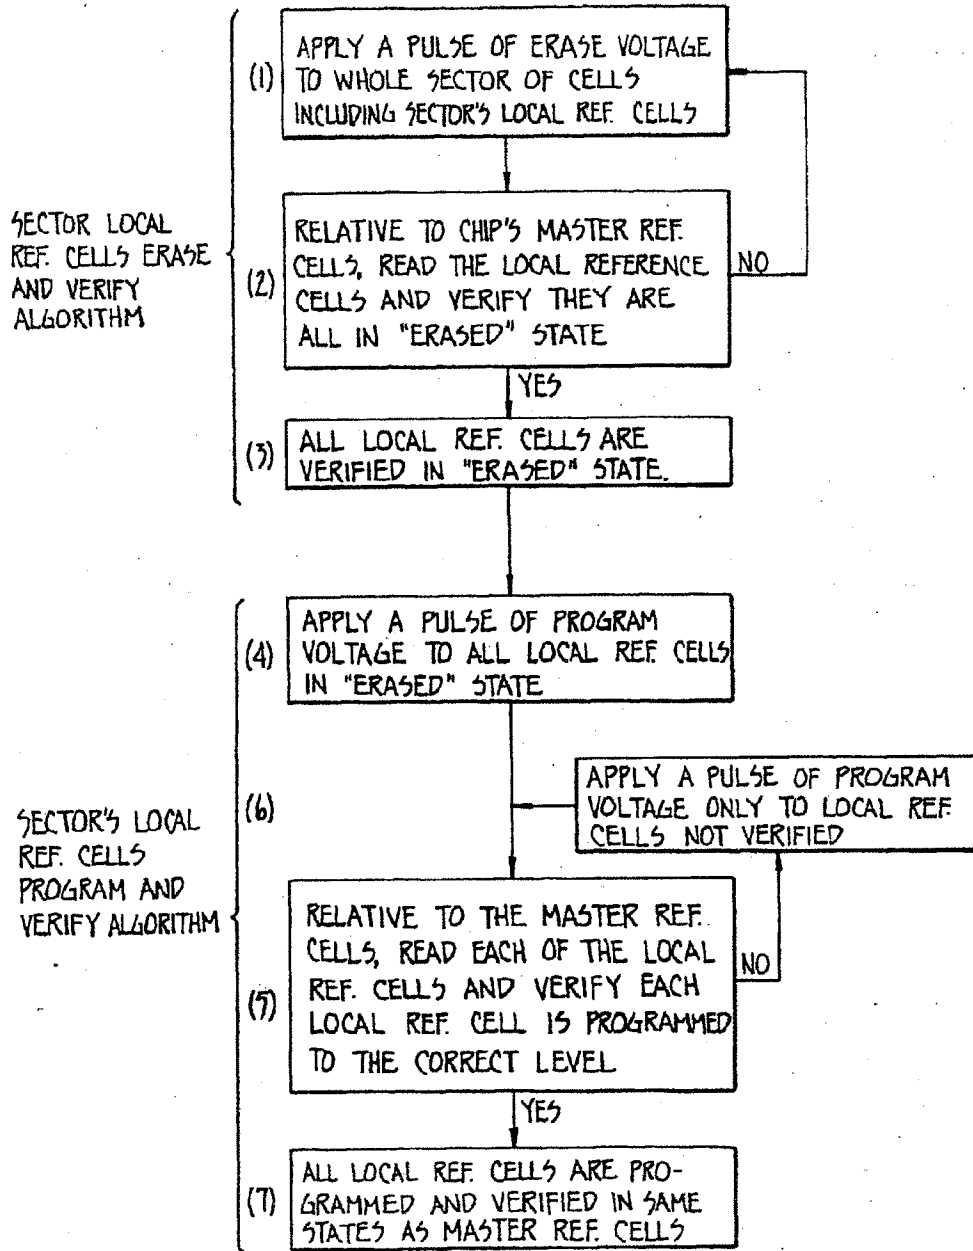 (1)
APPLY A PULSE OF ERASE VOLTAGE
TO WHOLE SECTOR OF CELLS
INCLUDING SECTOR'S LOCAL REF. CELLS
SECTOR LOCAL
REF. CELLS ERASE
AND VERIFY
ALGORITHM
(2)
RELATIVE TO CHIP'S MASTER REF.
CELLS, READ THE LOCAL REFERENCE
CELLS AND VERIFY THEY ARE
ALL IN "ERASED" STATE
NO
YES
(3)
ALL LOCAL REF. CELLS ARE
VERIFIED IN "ERASED" STATE.
(4)
APPLY A PULSE OF PROGRAM
VOLTAGE TO ALL LOCAL REF. CELLS
IN "ERASED" STATE
(6)
APPLY A PULSE OF PROGRAM
VOLTAGE ONLY TO LOCAL REF.
CELLS NOT VERIFIED
SECTOR'S LOCAL
REF. CELLS
PROGRAM AND
VERIFY ALGORITHM
(5)
RELATIVE TO THE MASTER REF.
CELLS, READ EACH OF THE LOCAL
REF. CELLS AND VERIFY EACH
LOCAL REF. CELL IS PROGRAMMED
TO THE CORRECT LEVEL
NO
YES
(7)
ALL LOCAL REF. CELLS ARE PRO-
GRAMMED AND VERIFIED IN SAME
STATES AS MASTER REF. CELLS